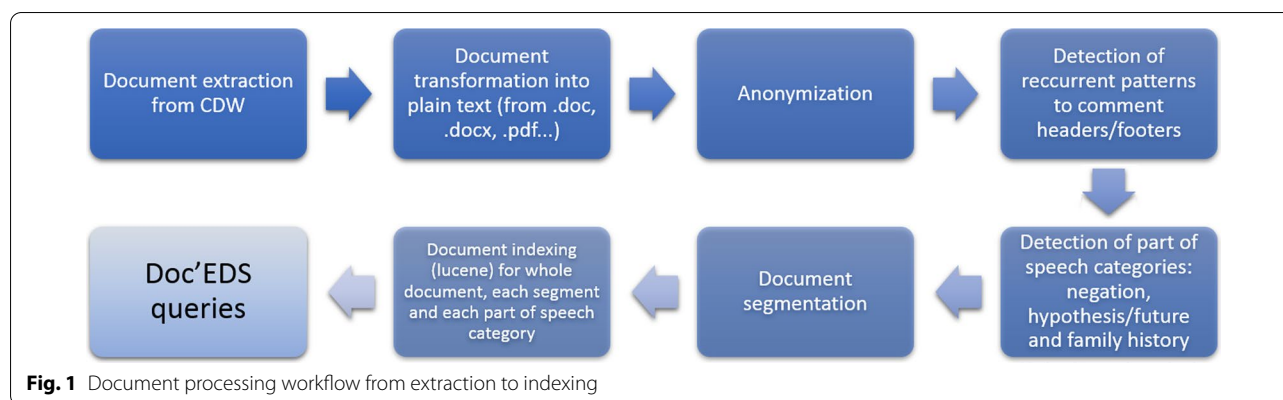 Document extraction
from CDW
Document
transformation into
plain text (from .doc,
.docx, .pdf...)
Anonymization
Detection of
reccurrent patterns
to comment
headers/footers
Detection of part of
speech categories:
negation,
hypothesis/future
and family history
Document
segmentation
Document indexing
(lucene) for whole
document, each segment
and each part of speech
category
Doc'EDS
queries
Fig. 1 Document processing workflow from extraction to indexing